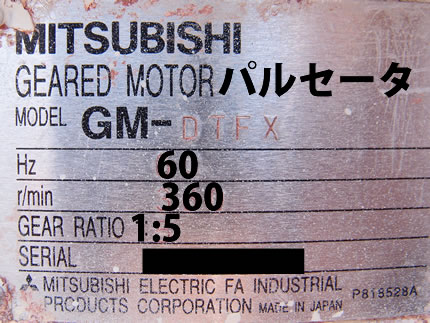 MITSUBISHI
GEARED MOTOR パルセータ
MODEL GM-DTFX
Hz 60
r/min 360
GEAR RATIO 1:5
SERIAL
MITSUBISHI ELECTRIC FA INDUSTRIAL
PRODUCTS CORPORATION MADE IN JAPAN P818528A